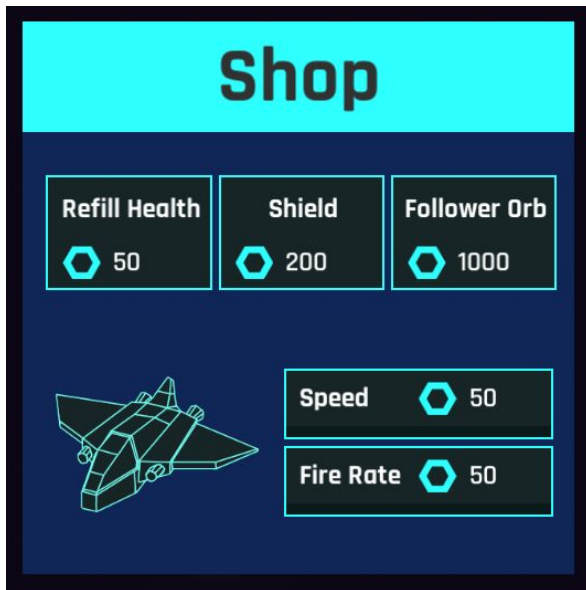 Shop
Refill Health
50
Shield
200
Follower Orb
1000
Speed 50
Fire Rate 50